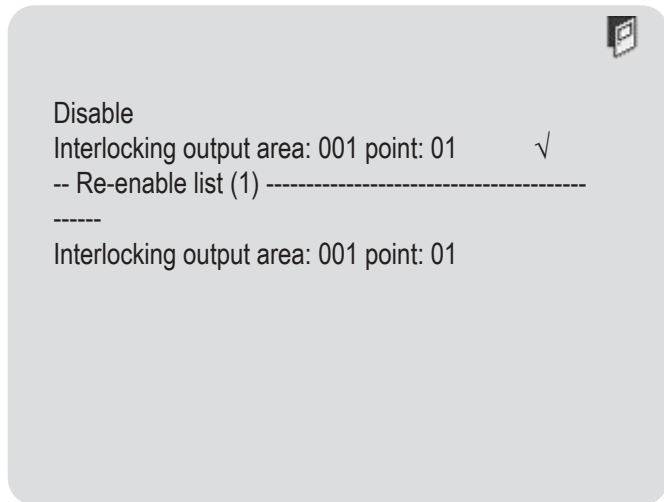 Disable
Interlocking output area: 001 point: 01 √
-- Re-enable list (1) ----------------------------------------
------
Interlocking output area: 001 point: 01